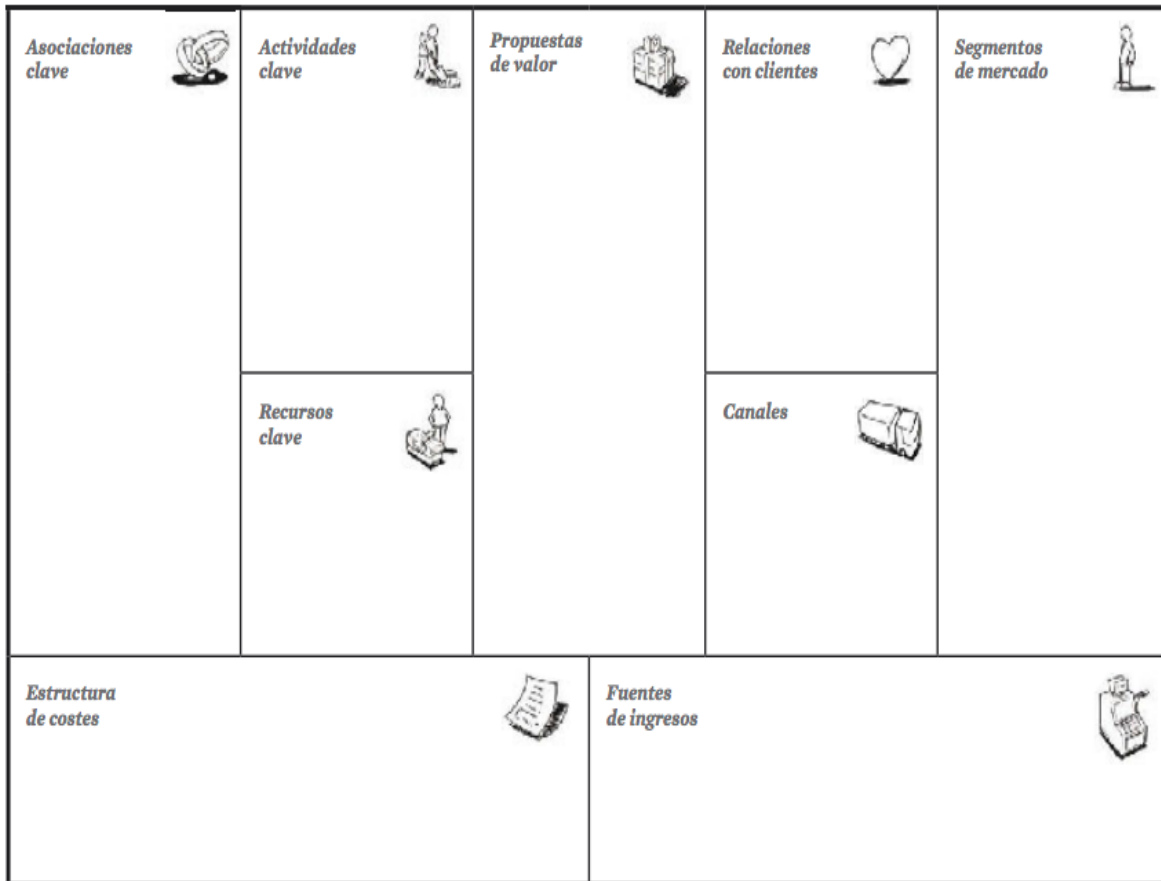 Asociaciones
clave
Actividades
clave
Propuestas
de valor
Relaciones
con clientes
Segmentos
de mercado
Recursos
clave
Canales
Estructura
de costes
Fuentes
de ingresos